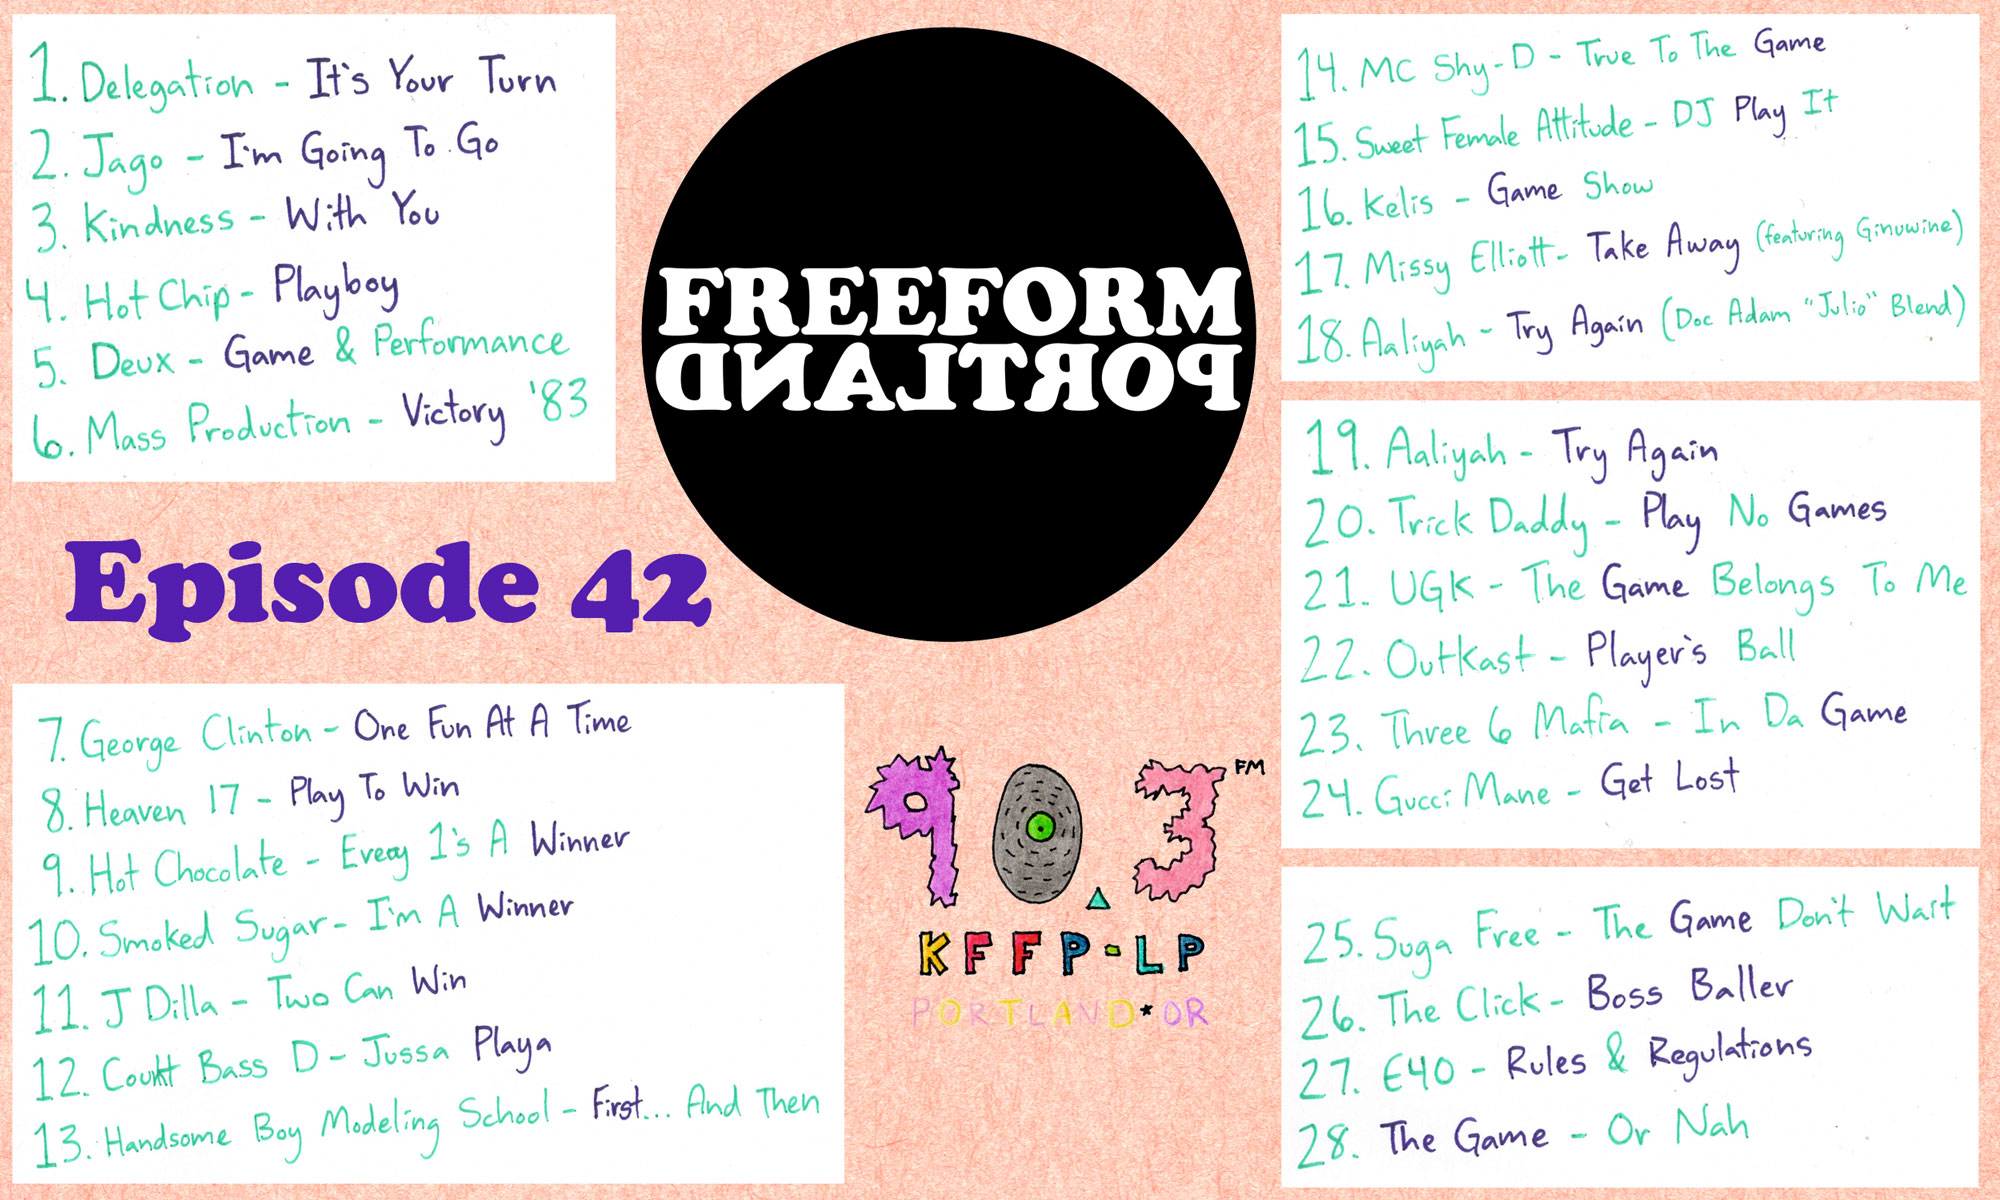 1. Delegation - It's Your Turn
2. Jago - I'm Going To Go
3. Kindness - With You
4. Hot Chip - Playboy
5. Deux - Game & Performance
6. Mass Production - Victory '83
FREEFORM
PORTLAND
Episode 42
7. George Clinton - One Fun At A Time
8. Heaven 17 - Play To Win
9. Hot Chocolate - Every 1's A Winner
10. Smoked Sugar - I'm A Winner
11. J Dilla - Two Can Win
12. Count Bass D - Jussa Playa
13. Handsome Boy Modeling School - First... And Then
90.3 FM
KFFP-LP
PORTLAND*OR
14. MC Shy-D - True To The Game
15. Sweet Female Attitude - DJ Play It
16. Kelis - Game Show
17. Missy Elliott - Take Away (featuring Ginuwine)
18. Aaliyah - Try Again (Doc Adam "Julio" Blend)
19. Aaliyah - Try Again
20. Trick Daddy - Play No Games
21. UGK - The Game Belongs To Me
22. OutKast - Player's Ball
23. Three 6 Mafia - In Da Game
24. Gucci Mane - Get Lost
25. Suga Free - The Game Don't Wait
26. The Click - Boss Baller
27. E40 - Rules & Regulations
28. The Game - Or Nah